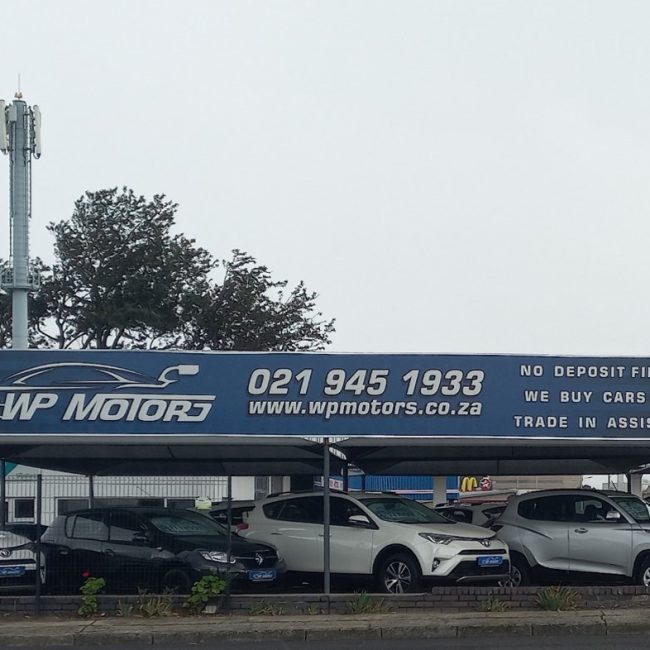 WP MOTORS
021 945 1933
www.wpmotors.co.za
NO DEPOSIT FI
WE BUY CARS
TRADE IN ASSIS